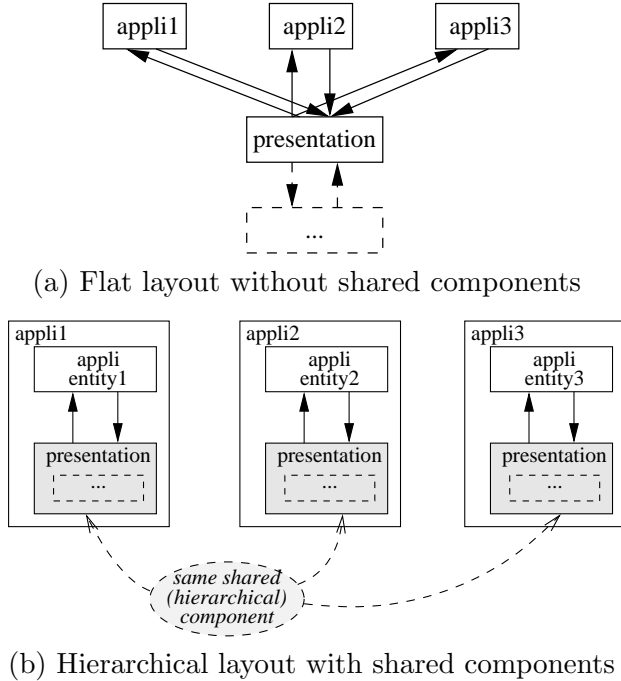 appli1 appli2 appli3
presentation
...
(a) Flat layout without shared components
appli1 appli2 appli3
appli appli appli
entity1 entity2 entity3
presentation presentation presentation
... ... ...
same shared
(hierarchical)
component
(b) Hierarchical layout with shared components